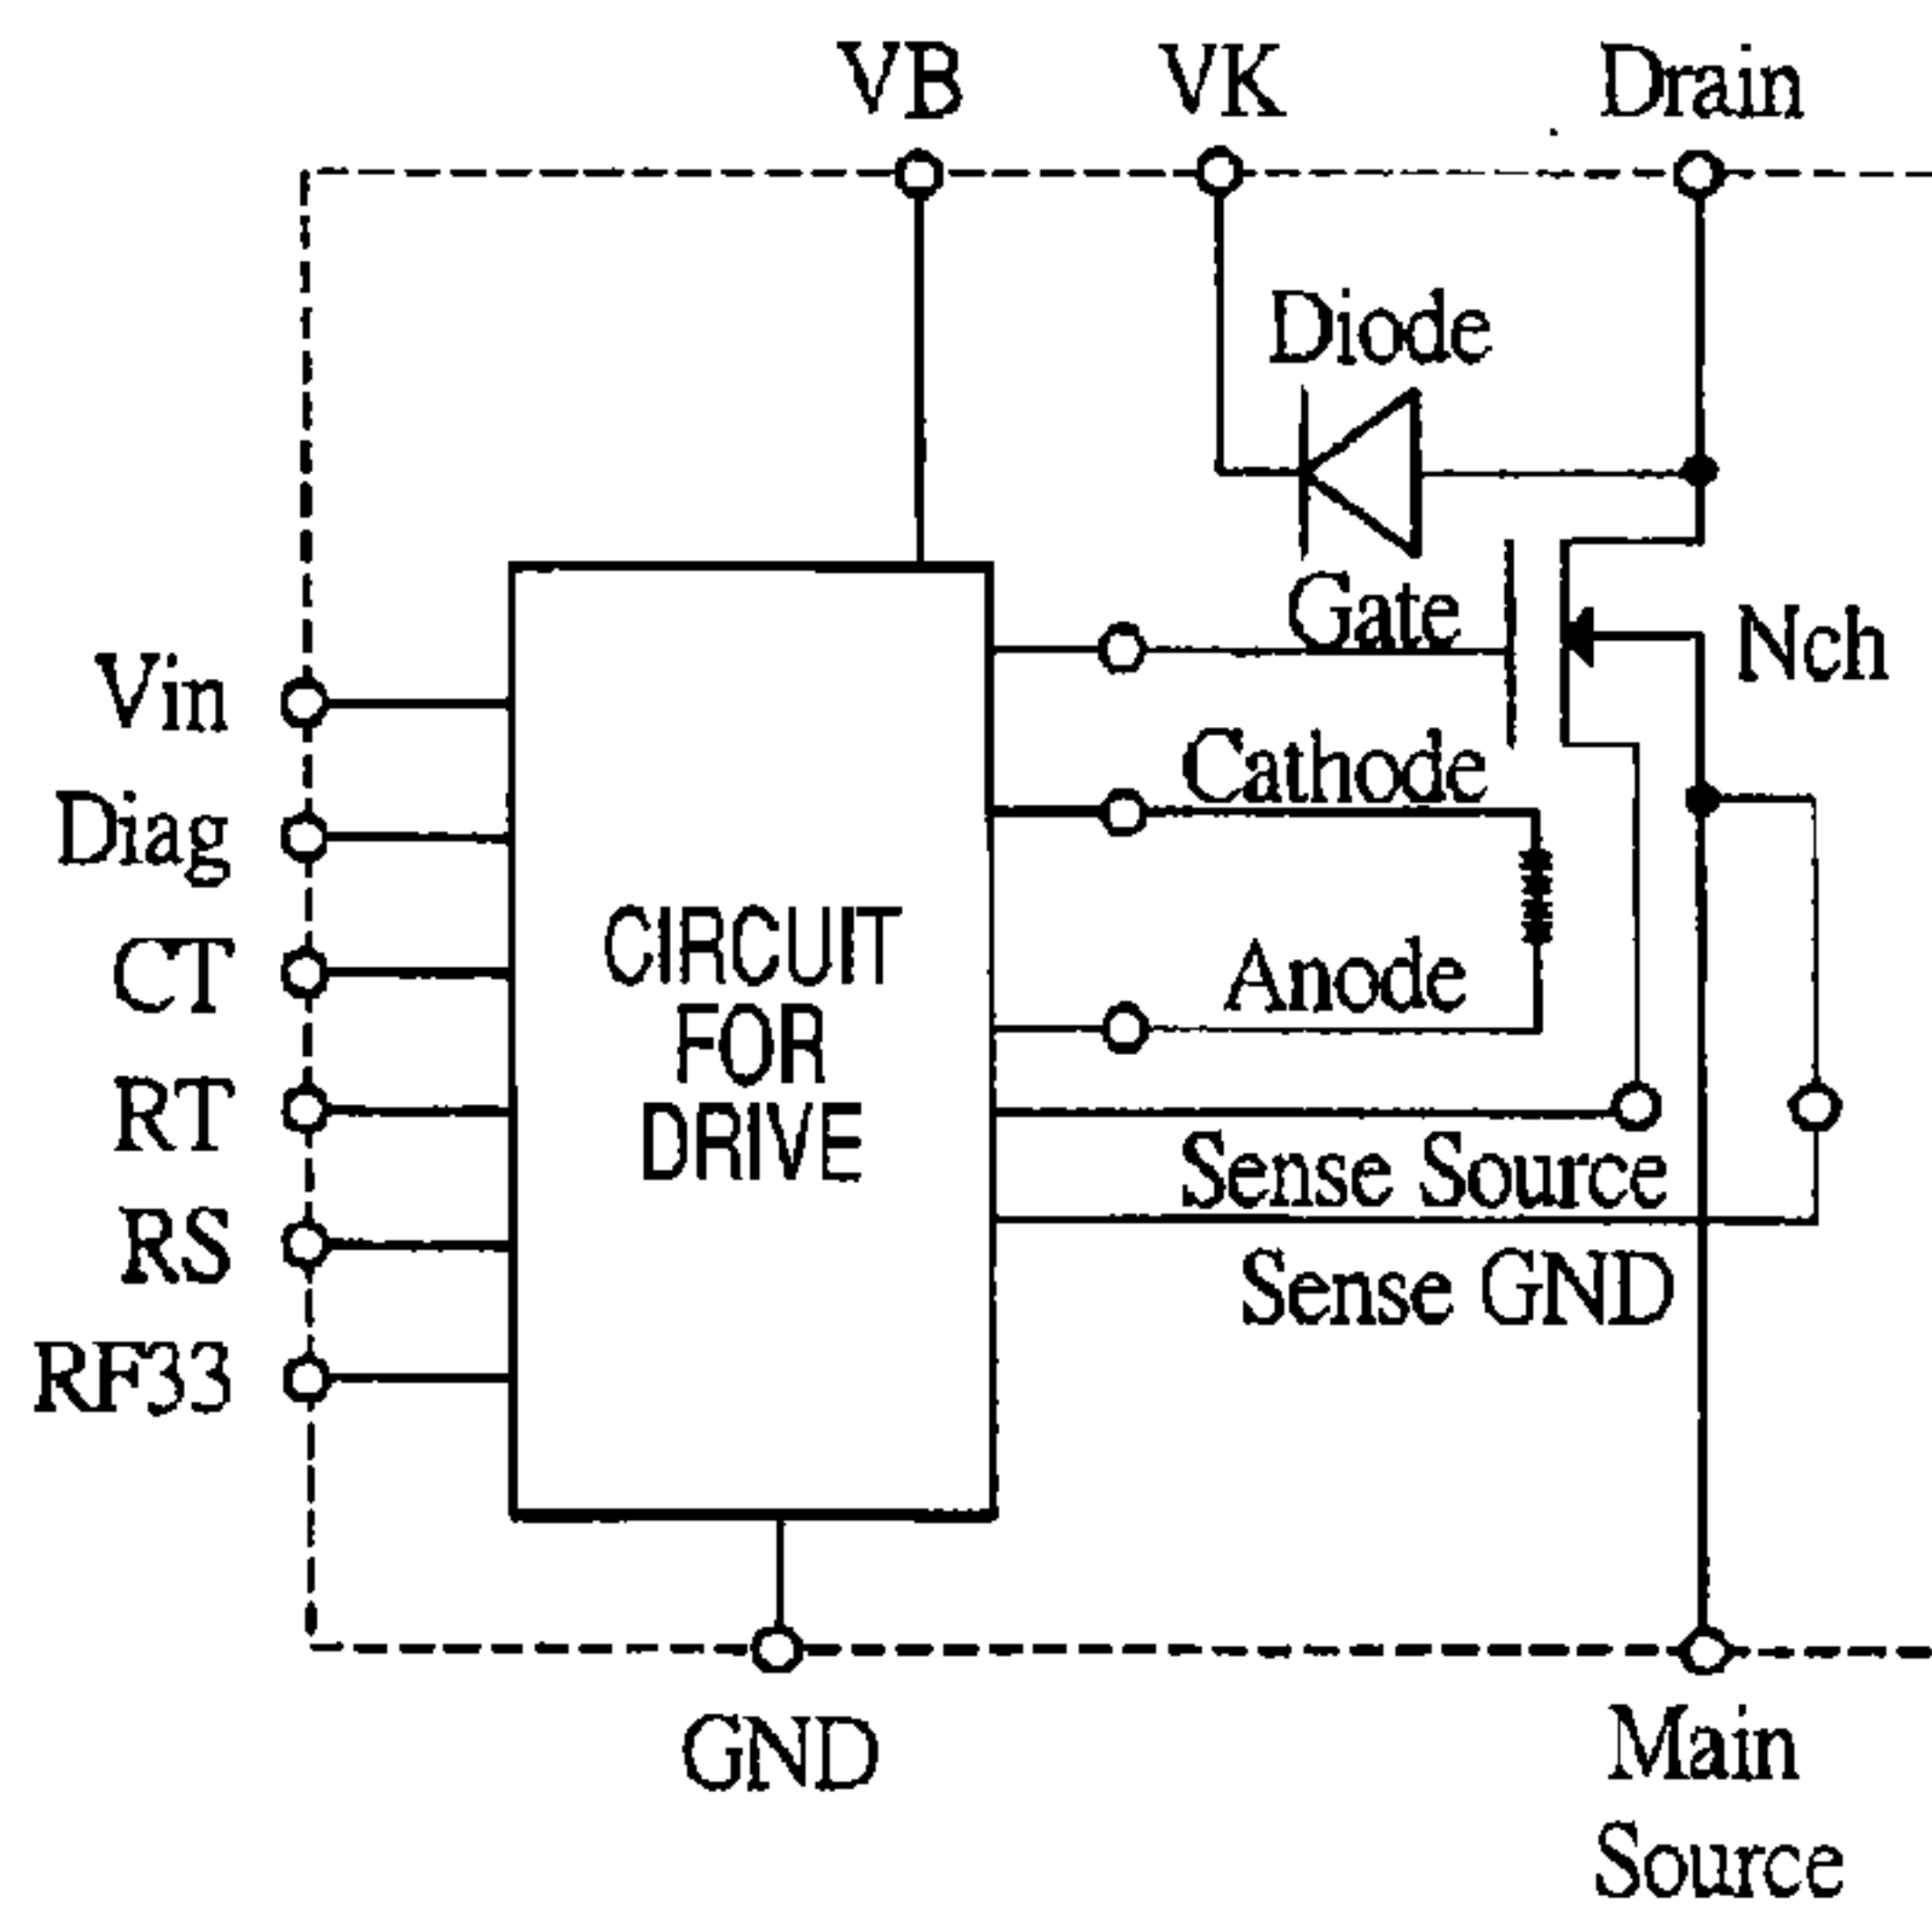 VB
VK
Drain
Diode
Gate
Nch
Vin
Cathode
Diag
CIRCUIT
FOR
DRIVE
Anode
CT
RT
Sense Source
RS
Sense GND
RF33
GND
Main
Source